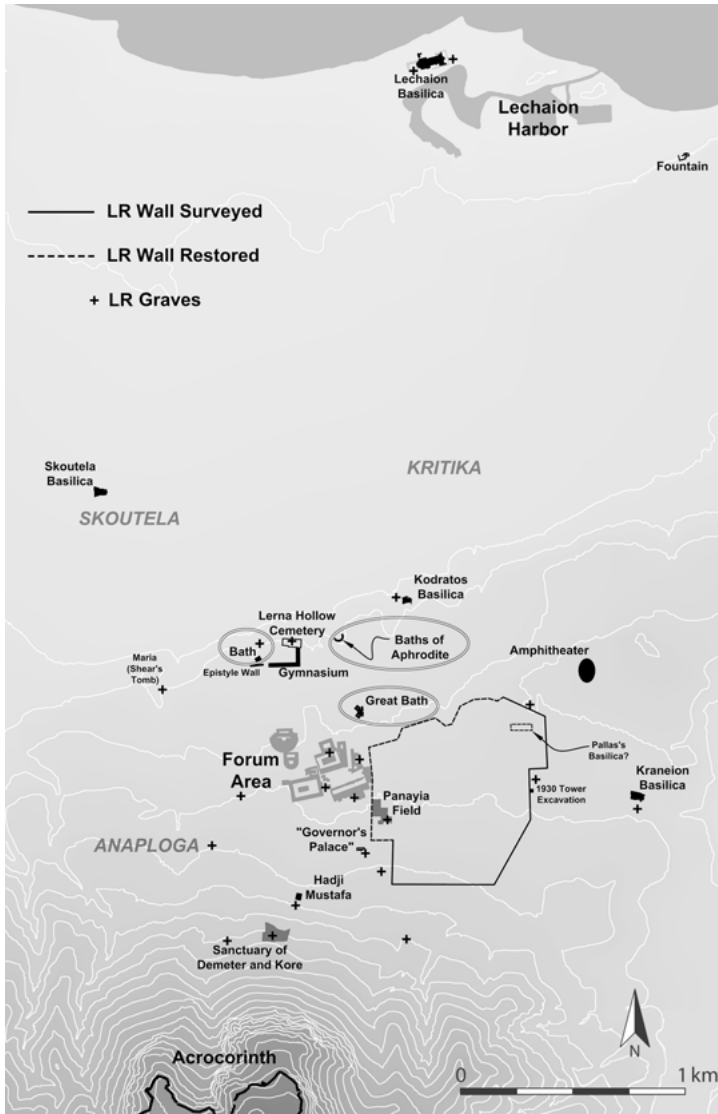 Lechaion
Basilica
Lechaion
Harbor
Fountain
LR Wall Surveyed
LR Wall Restored
+ LR Graves
Skoutela
Basilica
KRITIKA
SKOUTELA
Kodratos
Basilica
Lerna Hollow
Cemetery
Bath
Baths of
Aphrodite
Epistyle Wall
Gymnasium
Amphitheater
Maria
(Shear's
Tomb)
Great Bath
Pallas's
Basilica?
Forum
Area
Kraneion
Basilica
1930 Tower
Excavation
Panayia
Field
"Governor's
Palace"
ANAPLOGA
Hadji
Mustafa
Sanctuary of
Demeter and Kore
Acrocorinth
N
0
1 km